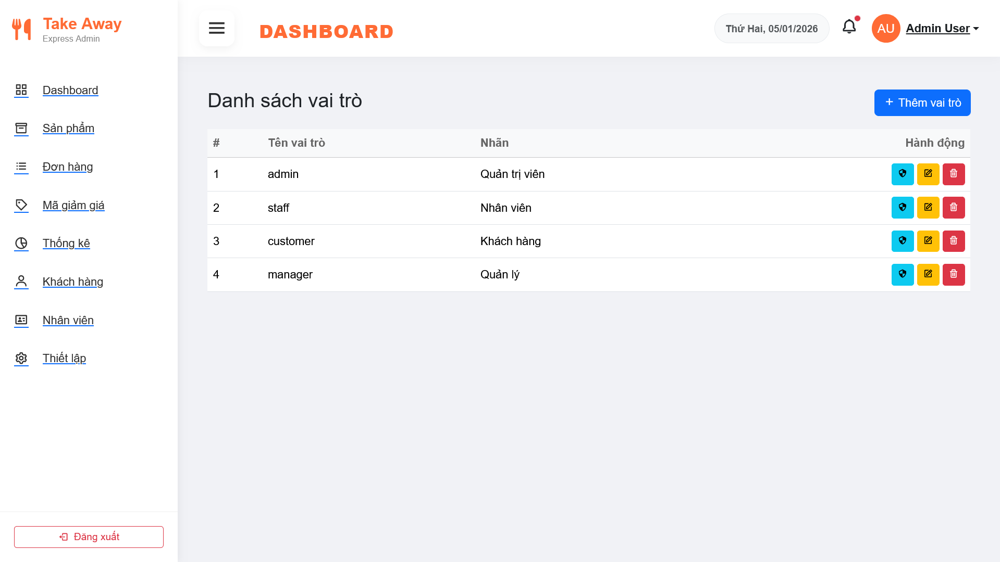 Take Away
Express Admin
DASHBOARD
Thứ Hai, 05/01/2026
AU
Admin User
Dashboard
Sản phẩm
Đơn hàng
Mã giảm giá
Thống kê
Khách hàng
Nhân viên
Thiết lập
Đăng xuất
Danh sách vai trò
+ Thêm vai trò
# Tên vai trò Nhãn Hành động
1 admin Quản trị viên
2 staff Nhân viên
3 customer Khách hàng
4 manager Quản lý